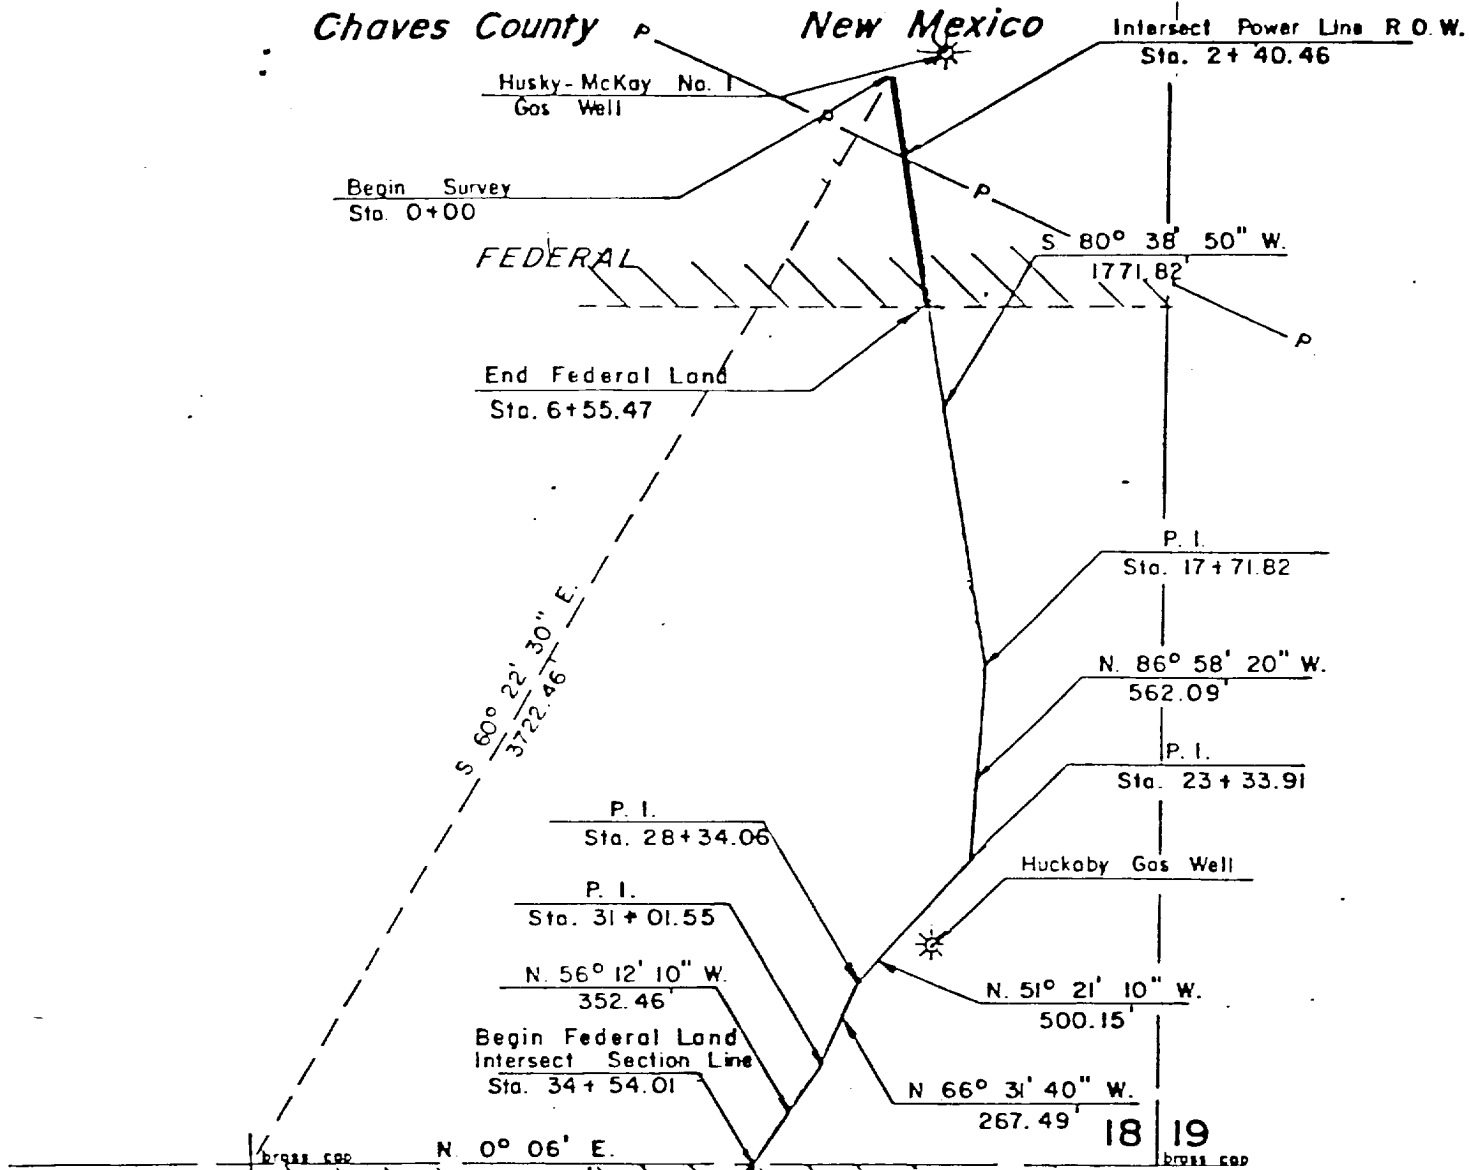 Chaves County P New Mexico
Intersect Power Line R.O.W.
Sta. 2+40.46
Husky-McKay No. 1
Gas Well
P
Begin Survey
Sta. 0+00
P
FEDERAL
S 80° 38' 50" W.
1771.82'
P
End Federal Land
Sta. 6+55.47
P. I.
Sta. 17+71.82
S 60° 22' 30" E.
3722.46'
N. 86° 58' 20" W.
562.09'
P. I.
Sta. 23+33.91
P. I.
Sta. 28+34.06
Huckaby Gas Well
P. I.
Sta. 31+01.55
N. 56° 12' 10" W.
352.46'
N. 51° 21' 10" W.
500.15'
Begin Federal Land
Intersect Section Line
Sta. 34+54.01
N 66° 31' 40" W.
267.49'
18 19
brass cap N. 0° 06' E. brass cap